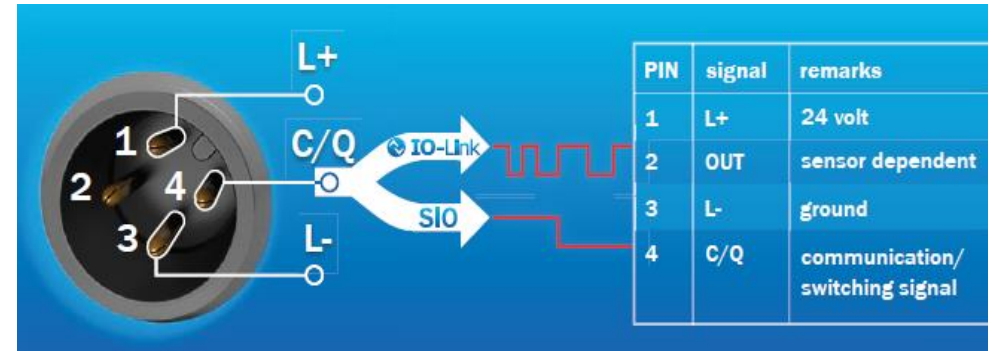 L+
1
C/Q
IO-Link
2
4
SIO
3
L-
PIN signal remarks
1 L+ 24 volt
2 OUT sensor dependent
3 L- ground
4 C/Q communication/
switching signal